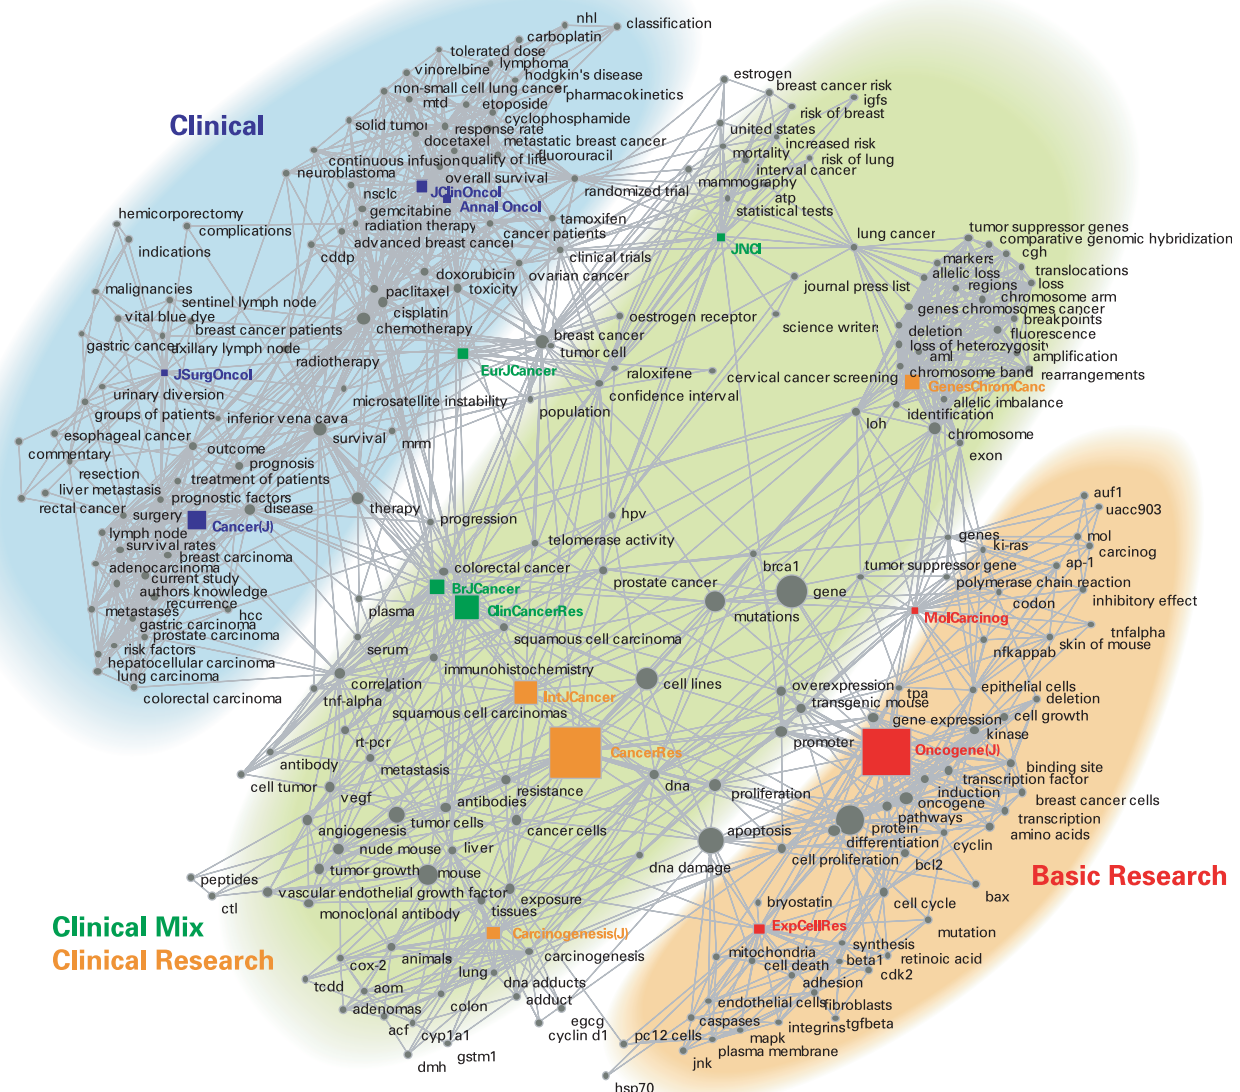 nhl
classification
carboplatin
tolerated dose
lymphoma
vinorelbine
hodgkin's disease
non-small cell lung cancer
pharmacokinetics
mtd
etoposide
cyclophosphamide
solid tumor
response rate
docetaxel
metastatic breast cancer
continuous infusion
quality of life
fluorouracil
neuroblastoma
overall survival
Clinical
JClinOncol
Annal Oncol
nsclc
gemcitabine
radiation therapy
advanced breast cancer
cddp
tamoxifen
cancer patients
clinical trials
randomized trial
hemicorporectomy
complications
indications
doxorubicin
ovarian cancer
paclitaxel
toxicity
cisplatin
chemotherapy
malignancies
sentinel lymph node
vital blue dye
breast cancer patients
gastric cancer
axillary lymph node
radiotherapy
JSurgOncol
urinary diversion
groups of patients
inferior vena cava
esophageal cancer
commentary
outcome
survival
mrm
resection
prognosis
treatment of patients
liver metastasis
prognostic factors
rectal cancer
surgery
disease
Cancer(J)
therapy
lymph node
survival rates
breast carcinoma
adenocarcinoma
current study
authors knowledge
recurrence
metastases
hcc
gastric carcinoma
prostate carcinoma
risk factors
hepatocellular carcinoma
lung carcinoma
colorectal carcinoma
estrogen
breast cancer risk
igfs
risk of breast
united states
increased risk
mortality
risk of lung
interval cancer
mammography
atp
statistical tests
JNCI
lung cancer
journal press list
oestrogen receptor
science writers
breast cancer
tumor cell
EurJCancer
raloxifene
cervical cancer screening
confidence interval
microsatellite instability
population
tumor suppressor genes
comparative genomic hybridization
markers
cgh
allelic loss
translocations
regions
loss
chromosome arm
genes chromosomes cancer
breakpoints
deletion
fluorescence
loss of heterozygosity
aml
amplification
chromosome band
rearrangements
GenesChromCanc
allelic imbalance
identification
loh
chromosome
exon
progression
hpv
telomerase activity
colorectal cancer
prostate cancer
brca1
BrJCancer
ClinCancerRes
plasma
gene
mutations
squamous cell carcinoma
serum
immunohistochemistry
correlation
cell lines
tnf-alpha
IntJCancer
squamous cell carcinomas
rt-pcr
CancerRes
antibody
metastasis
cell tumor
resistance
dna
vegf
antibodies
proliferation
angiogenesis
tumor cells
cancer cells
apoptosis
nude mouse
liver
tumor growth
mouse
dna damage
peptides
vascular endothelial growth factor
exposure
ctl
monoclonal antibody
tissues
Clinical Mix
Clinical Research
Carcinogenesis(J)
animals
carcinogenesis
cox-2
lung
tcdd
aom
dna adducts
adenomas
colon
adduct
acf
cyp1a1
egcg
cyclin d1
dmh
gstm1
auf1
uacc903
genes
mol
ki-ras
carcinog
tumor suppressor gene
ap-1
polymerase chain reaction
codon
inhibitory effect
MolCarcinog
tnfalpha
nfkappab
skin of mouse
overexpression
tpa
epithelial cells
transgenic mouse
deletion
gene expression
cell growth
kinase
promoter
Oncogene(J)
binding site
transcription factor
induction
oncogene
breast cancer cells
pathways
transcription
protein
amino acids
differentiation
cyclin
cell proliferation
bcl2
Basic Research
bax
bryostatin
cell cycle
ExpCellRes
mutation
mitochondria
synthesis
cell death
beta1
retinoic acid
cdk2
adhesion
endothelial cells
fibroblasts
caspases
integrins
tgfbeta
pc12 cells
mapk
plasma membrane
jnk
hsp70